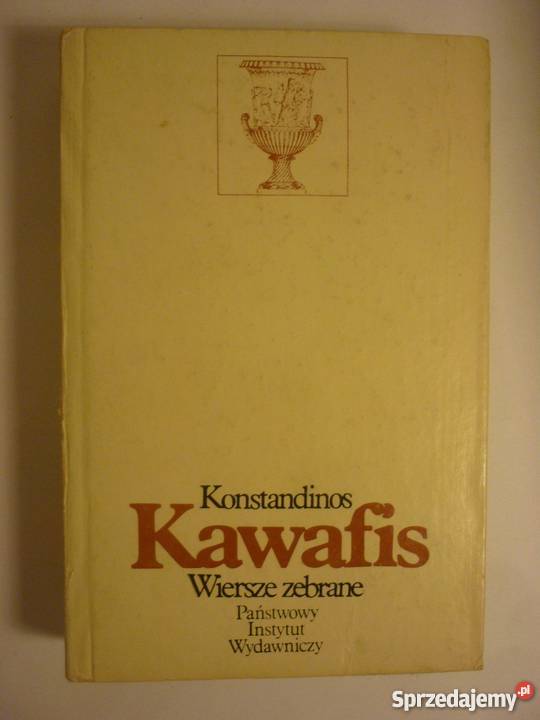 Konstandinos
Kawafis
Wiersze zebrane
Państwowy
Instytut
Wydawniczy
Sprzedajemy.pl